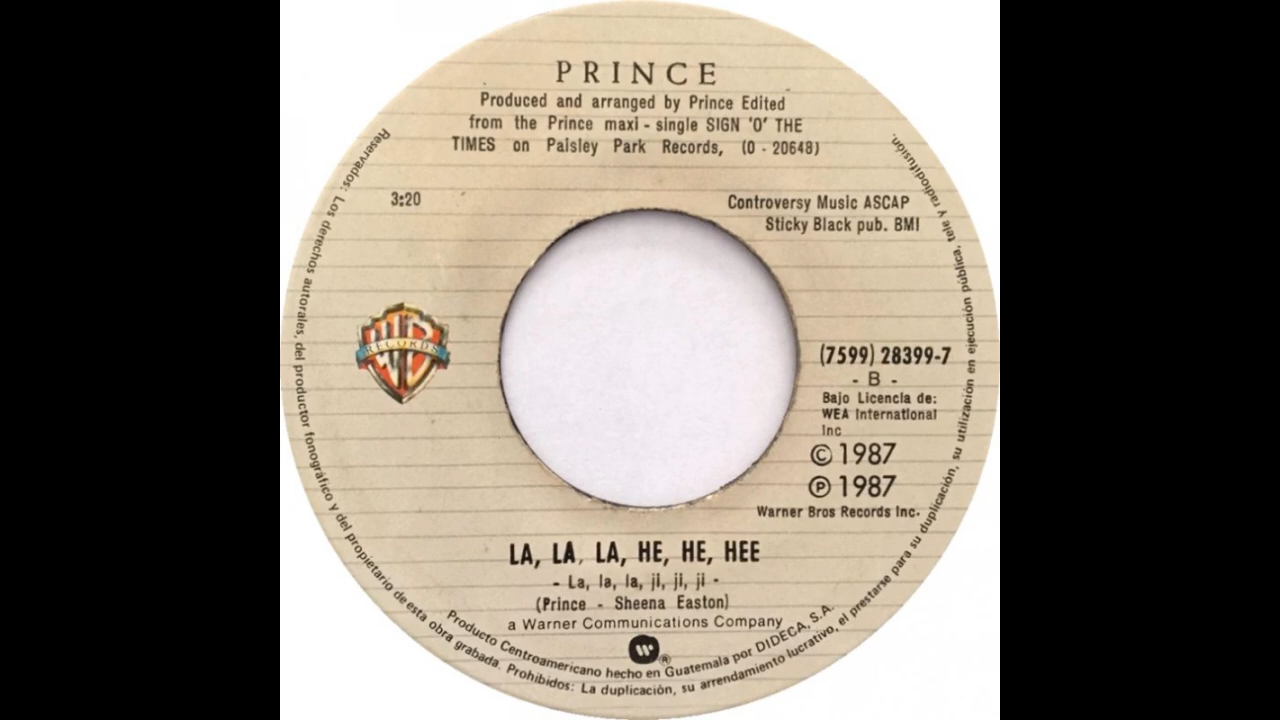 PRINCE
Produced and arranged by Prince Edited
from the Prince maxi - single SIGN 'O' THE
TIMES on Paisley Park Records, (0 - 20648)
3:20
Controversy Music ASCAP
Sticky Black pub. BMI
WB
RECORDS
(7599) 28399-7
- B -
Bajo Licencia de:
WEA International
Inc
© 1987
℗ 1987
Warner Bros Records Inc.
LA, LA, LA, HE, HE, HEE
- La, la, la, ji, ji, ji -
(Prince - Sheena Easton)
a Warner Communications Company
W®
Producto Centroamericano hecho en Guatemala por DIDECA, S.A.
Reservados: Los derechos autorales, del productor fonográfico y del propietario de esta obra grabada. Prohibidos: La duplicación, su arrendamiento lucrativo, el prestarse para su duplicación, su utilización en ejecución pública, tele y radiodifusión.